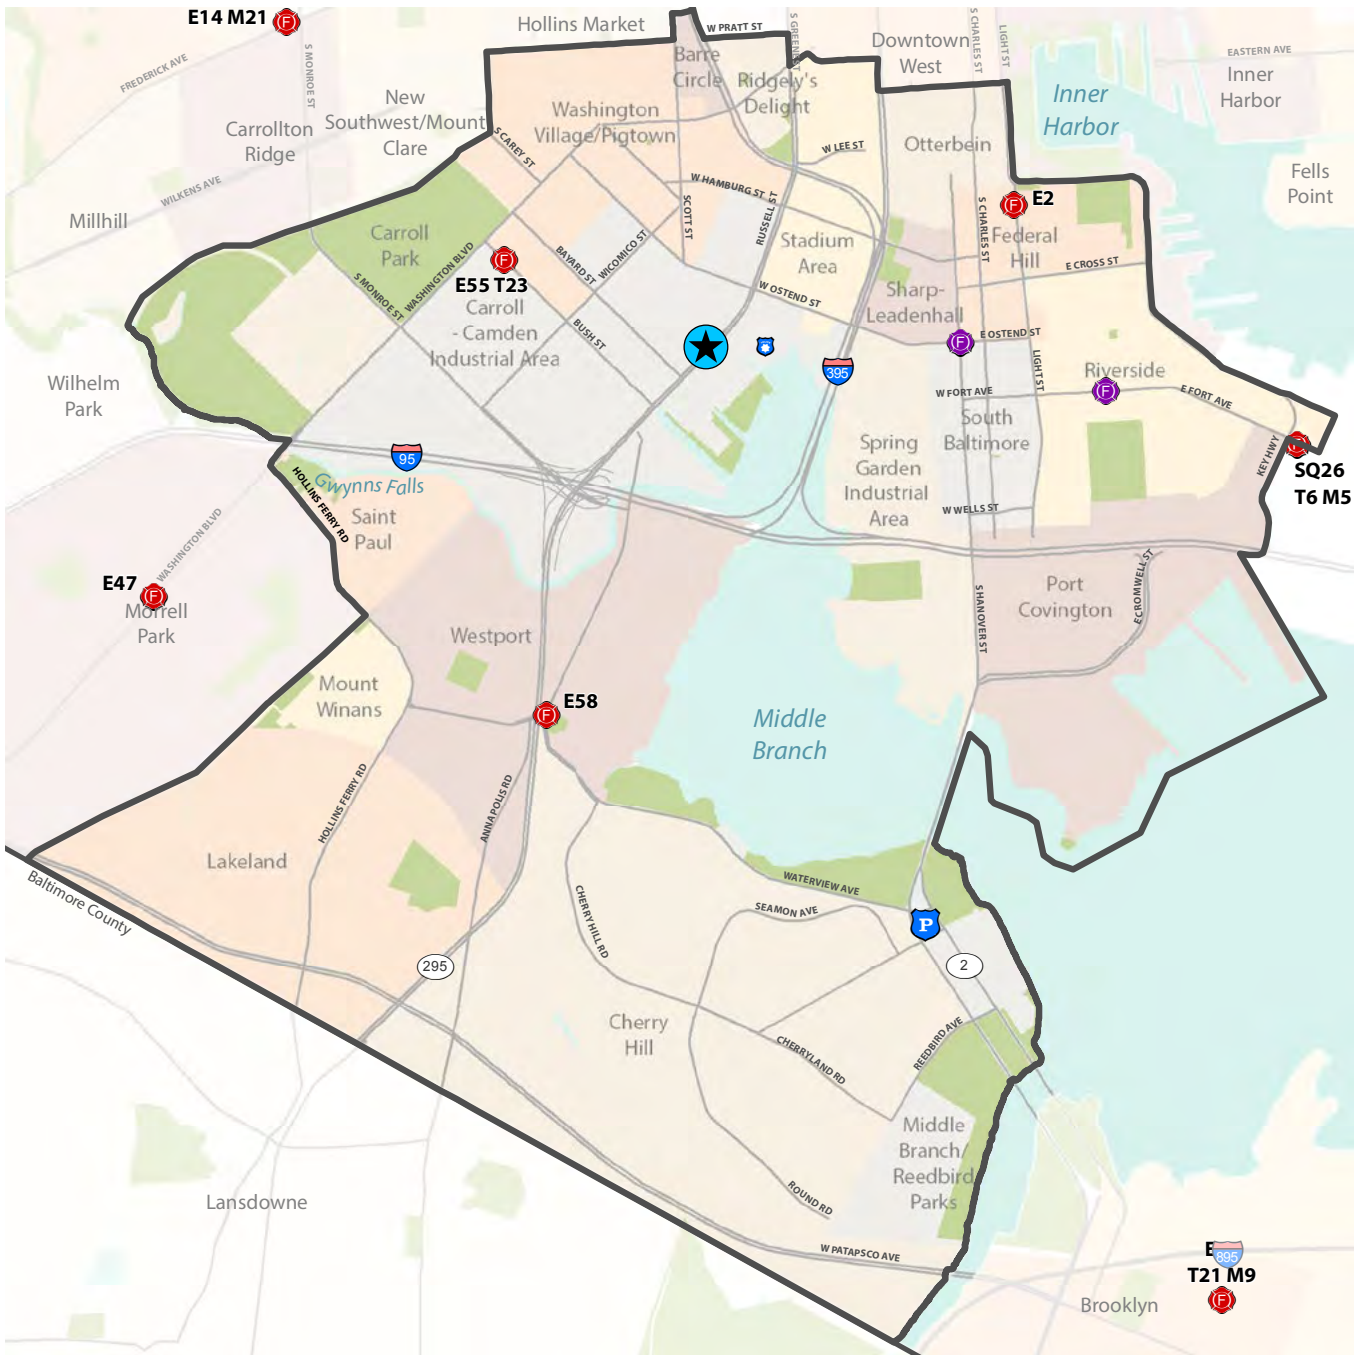 E14 M21
F
Hollins Market
W PRATT ST
S GREENE ST
S CHARLES ST
LIGHT ST
Downtown
West
EASTERN AVE
Inner
Harbor
Inner
Harbor
FREDERICK AVE
S MONROE ST
Barre
Circle
Ridgely's
Delight
New
Southwest/Mount
Clare
Carrollton
Ridge
Washington
Village/Pigtown
S CAREY ST
W LEE ST
Otterbein
Fells
Point
WILKENS AVE
Millhill
W HAMBURG ST
SCOTT ST
RUSSELL ST
S CHARLES ST
F
E2
Federal
Hill
Carroll
Park
WASHINGTON BLVD
S MONROE ST
F
E55 T23
BAYARD ST
WICOMICO ST
Stadium
Area
E CROSS ST
W OSTEND ST
Sharp-
Leadenhall
Carroll
- Camden
Industrial Area
BUSH ST
F
E OSTEND ST
LIGHT ST
395
Riverside
F
W FORT AVE
E FORT AVE
Wilhelm
Park
South
Baltimore
Spring
Garden
Industrial
Area
KEY HWY
F
SQ26
T6 M5
95
Gwynns Falls
HOLLINS FERRY RD
Saint
Paul
W WELLS ST
WASHINGTON BLVD
E47
F
Morrell
Park
Port
Covington
E CROMWELL ST
S HANOVER ST
Westport
Mount
Winans
F
E58
Middle
Branch
HOLLINS FERRY RD
ANNAPOLIS RD
Lakeland
Baltimore County
WATERVIEW AVE
SEAMON AVE
CHERRY HILL RD
P
295
2
Cherry
Hill
CHERRYLAND RD
REEDBIRD AVE
Middle
Branch/
Reedbird
Parks
ROUND RD
Lansdowne
W PATAPSCO AVE
E
895
T21 M9
F
Brooklyn